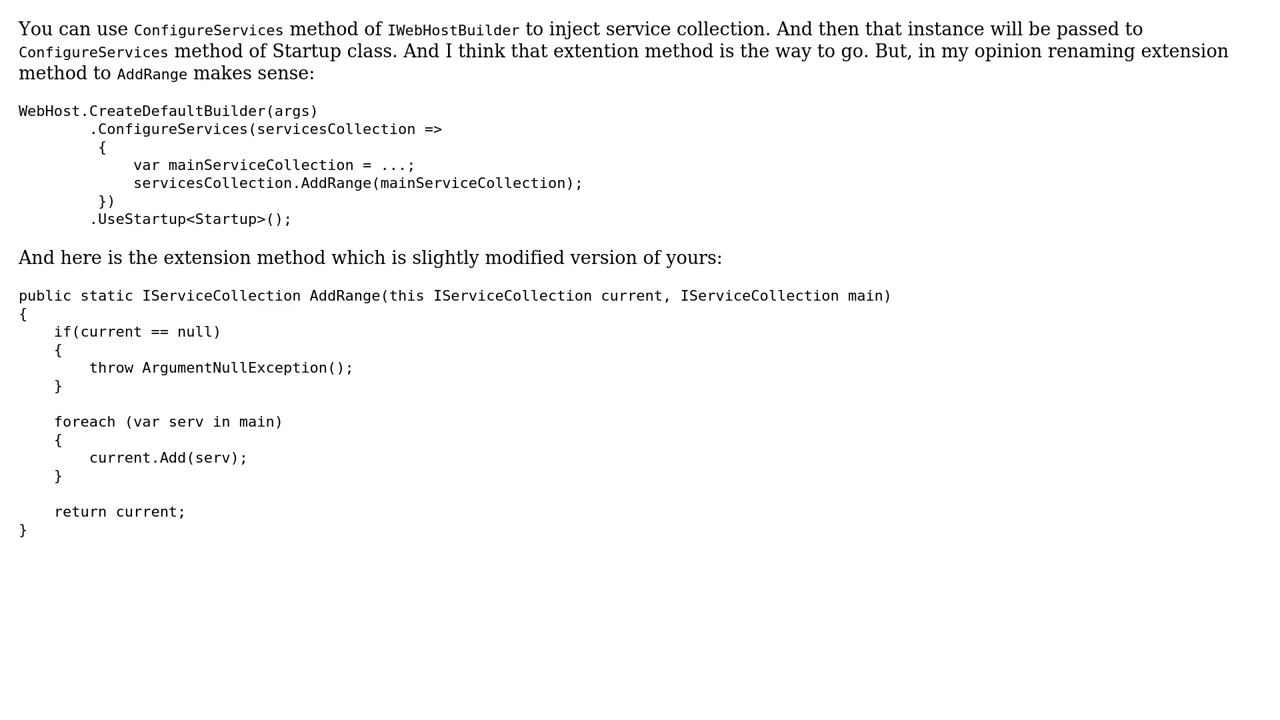 You can use ConfigureServices method of IWebHostBuilder to inject service collection. And then that instance will be passed to
ConfigureServices method of Startup class. And I think that extention method is the way to go. But, in my opinion renaming extension
method to AddRange makes sense:
WebHost.CreateDefaultBuilder(args)
        .ConfigureServices(servicesCollection =>
         {
             var mainServiceCollection = ...;
             servicesCollection.AddRange(mainServiceCollection);
         })
        .UseStartup<Startup>();
And here is the extension method which is slightly modified version of yours:
public static IServiceCollection AddRange(this IServiceCollection current, IServiceCollection main)
{
    if(current == null)
    {
        throw ArgumentNullException();
    }
    foreach (var serv in main)
    {
        current.Add(serv);
    }
    return current;
}